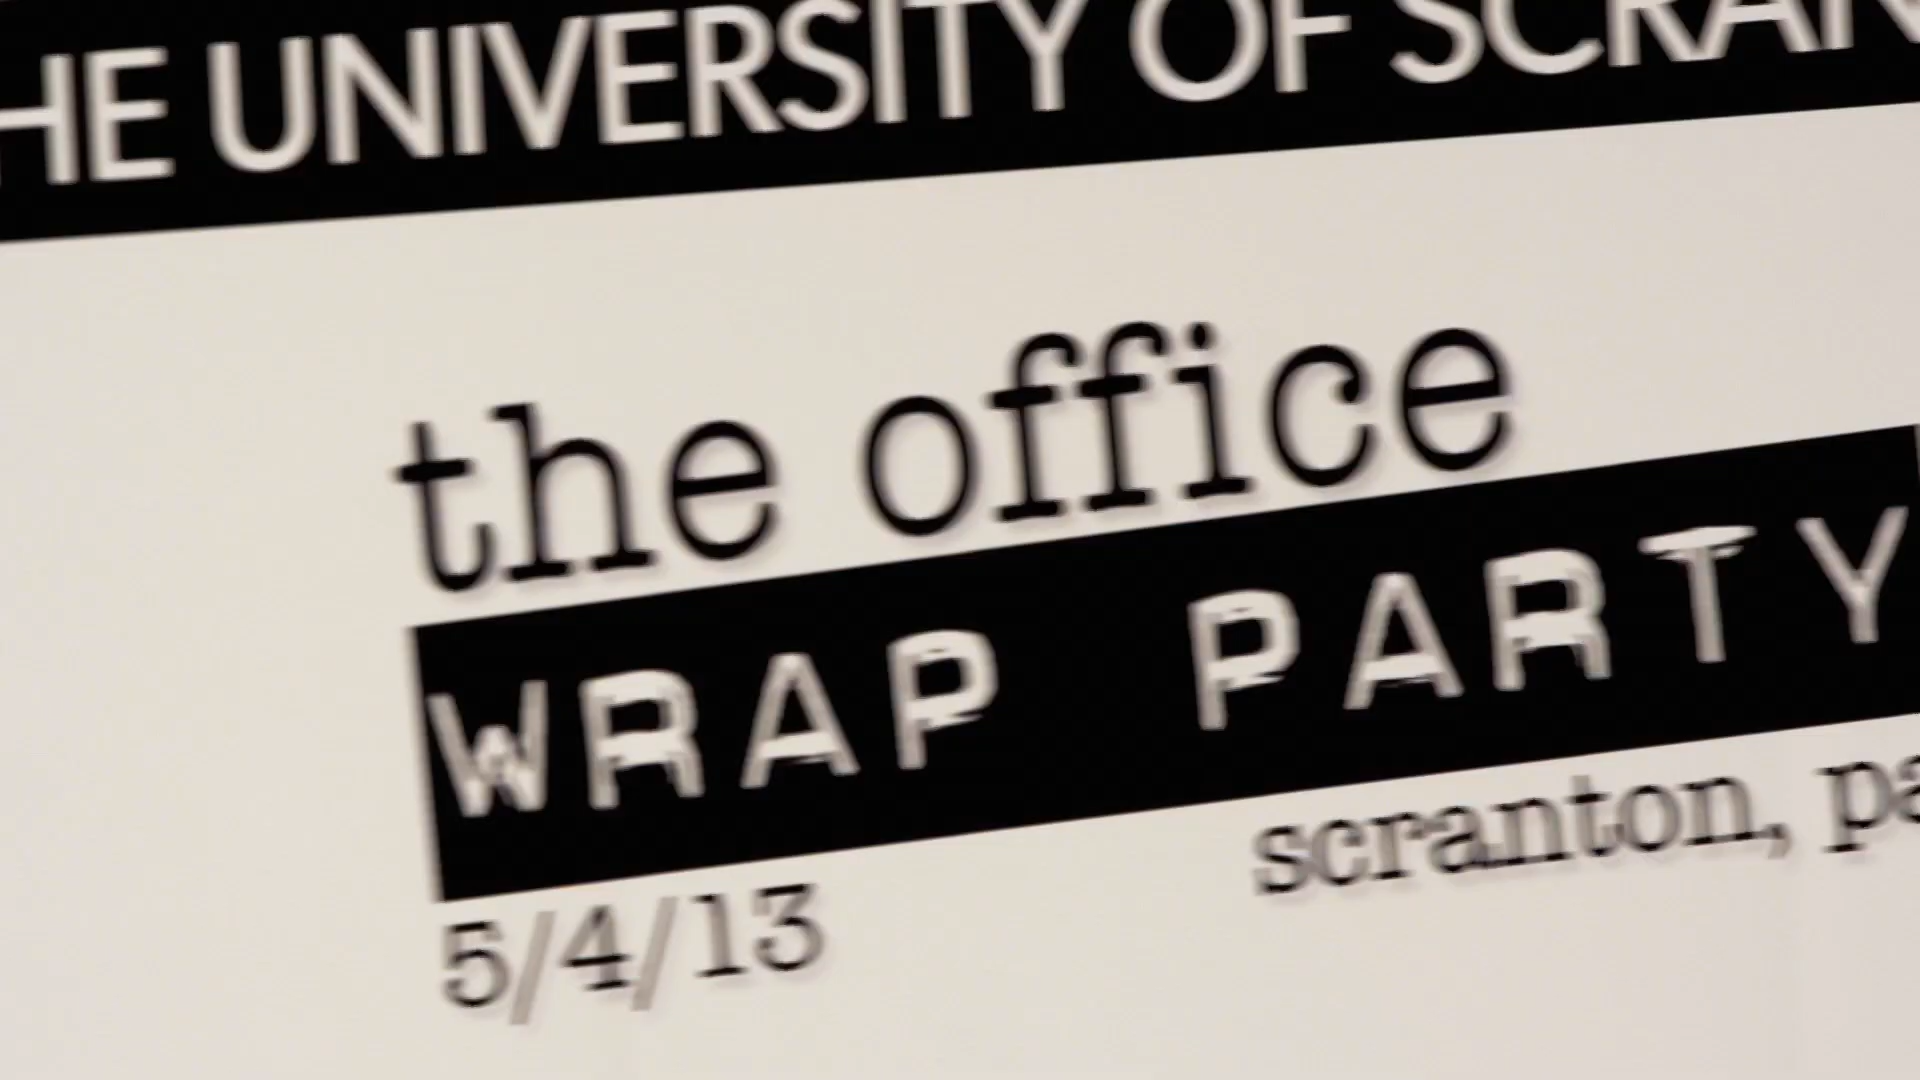 HE UNIVERSITY OF SCRAN
the office
WRAP PARTY
5/4/13 scranton, pa